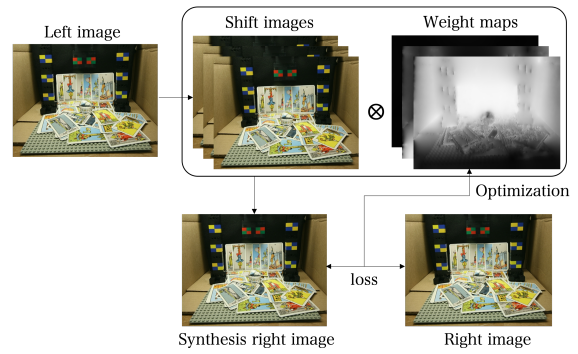 Left image
Shift images
Weight maps
Optimization
loss
Synthesis right image
Right image